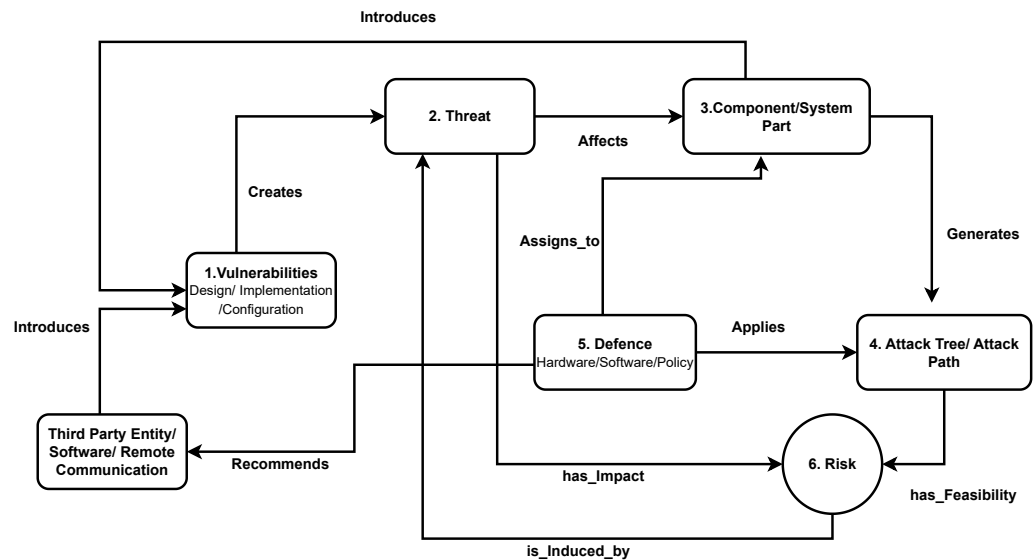 Introduces
2. Threat
3.Component/System
Part
Affects
Creates
Assigns_to
Generates
1.Vulnerabilities
Design/ Implementation
/Configuration
Introduces
5. Defence
Hardware/Software/Policy
Applies
4. Attack Tree/ Attack
Path
Third Party Entity/
Software/ Remote
Communication
Recommends
has_Impact
6. Risk
has_Feasibility
is_Induced_by